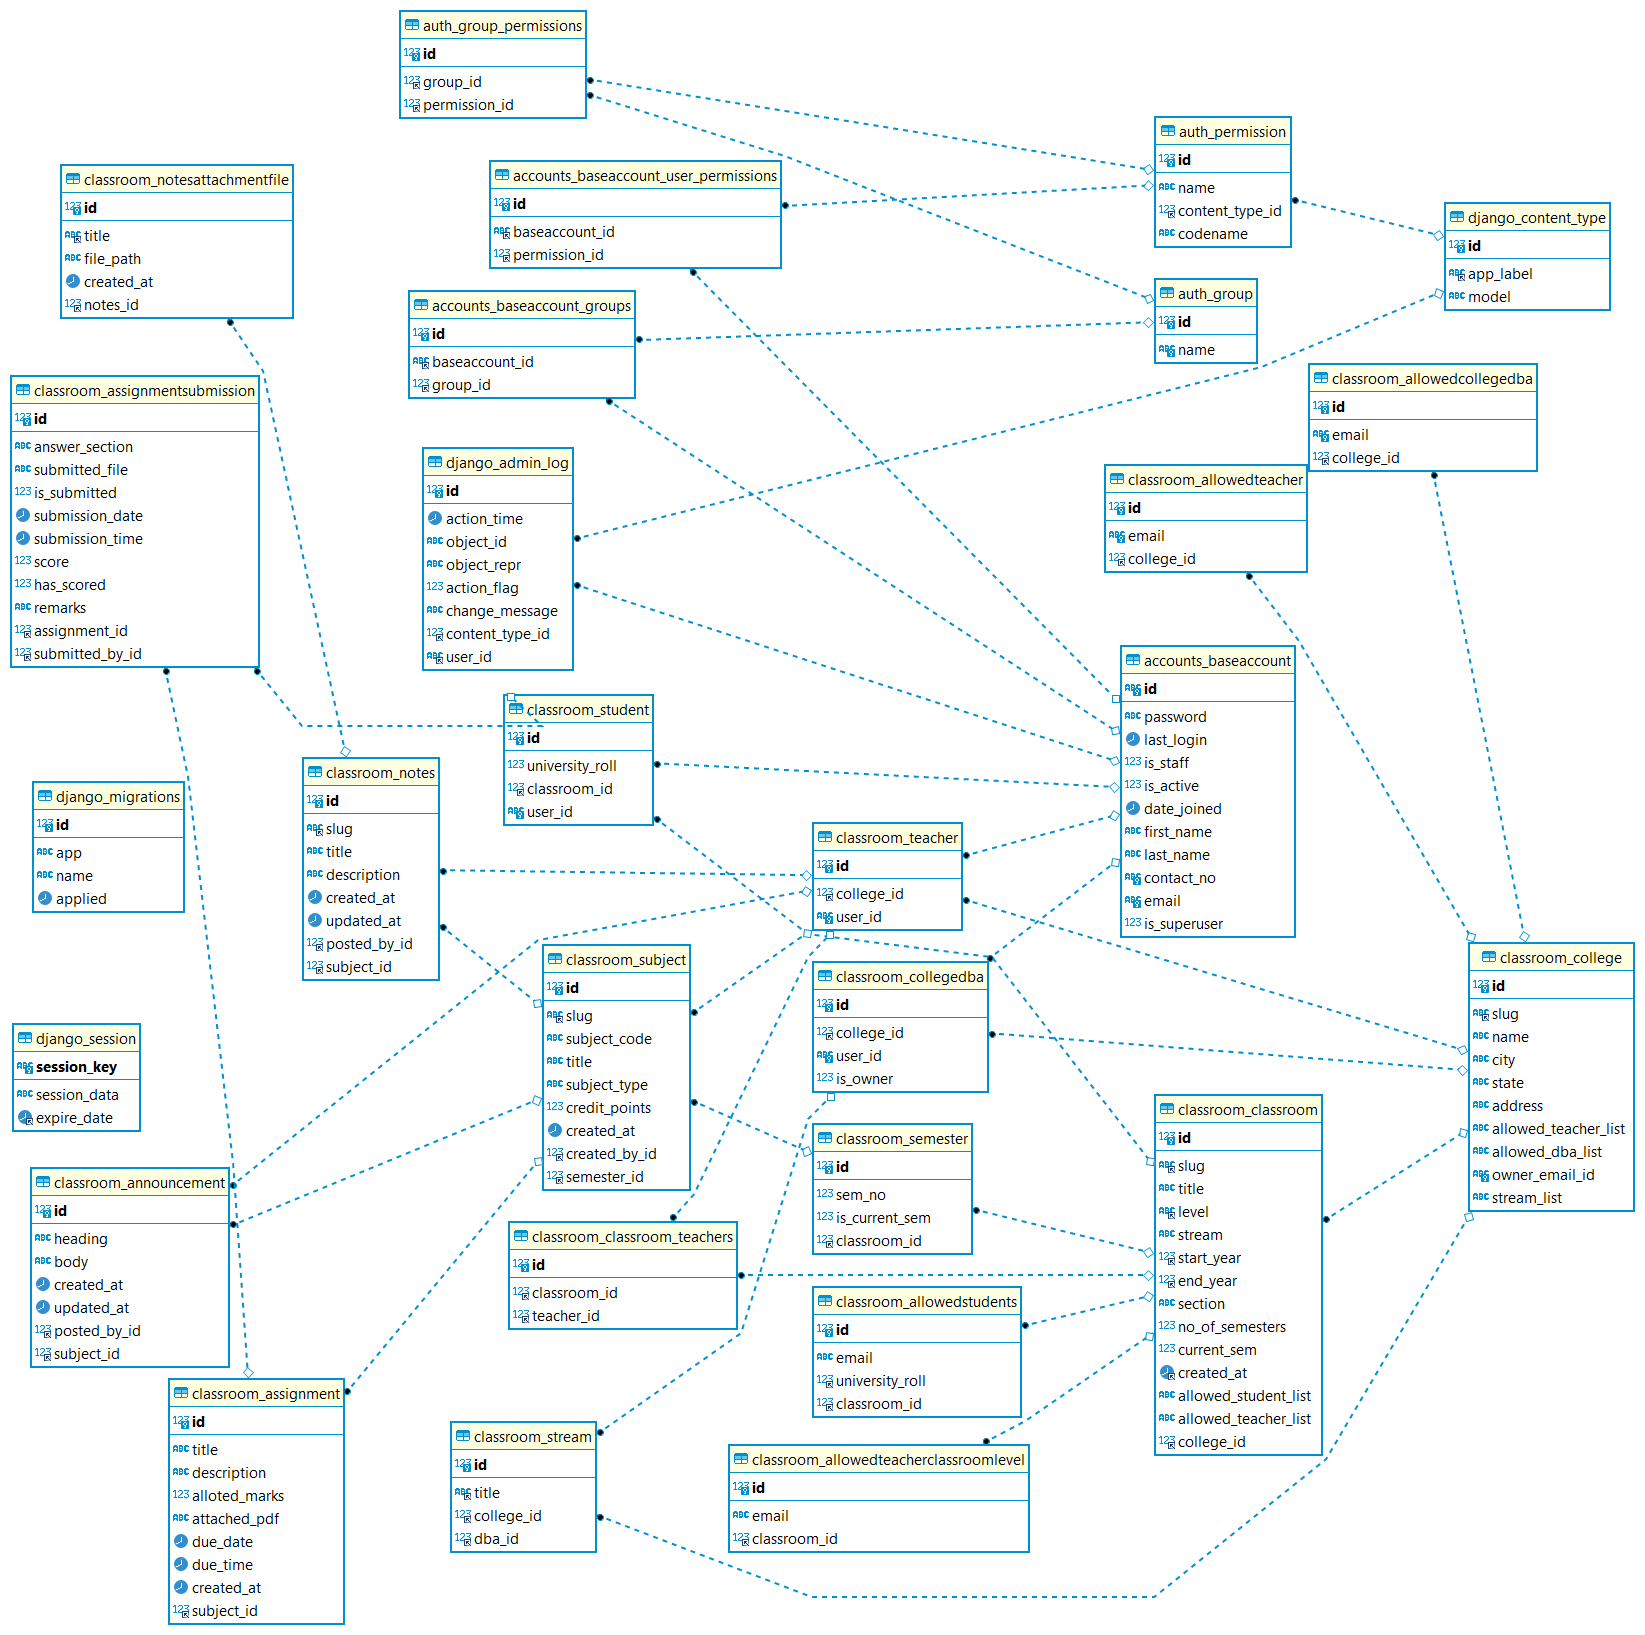 auth_group_permissions
id
group_id
permission_id
auth_permission
id
name
content_type_id
codename
classroom_notesattachmentfile
id
title
file_path
created_at
notes_id
accounts_baseaccount_user_permissions
id
baseaccount_id
permission_id
django_content_type
id
app_label
model
auth_group
id
name
accounts_baseaccount_groups
id
baseaccount_id
group_id
classroom_allowedcollegedba
id
email
college_id
classroom_assignmentsubmission
id
answer_section
submitted_file
is_submitted
submission_date
submission_time
score
has_scored
remarks
assignment_id
submitted_by_id
django_admin_log
id
action_time
object_id
object_repr
action_flag
change_message
content_type_id
user_id
classroom_allowedteacher
id
email
college_id
accounts_baseaccount
id
password
last_login
is_staff
is_active
date_joined
first_name
last_name
contact_no
email
is_superuser
classroom_student
id
university_roll
classroom_id
user_id
classroom_notes
id
slug
title
description
created_at
updated_at
posted_by_id
subject_id
django_migrations
id
app
name
applied
classroom_teacher
id
college_id
user_id
classroom_subject
id
slug
subject_code
title
subject_type
credit_points
created_at
created_by_id
semester_id
classroom_collegedba
id
college_id
user_id
is_owner
classroom_college
id
slug
name
city
state
address
allowed_teacher_list
allowed_dba_list
owner_email_id
stream_list
django_session
session_key
session_data
expire_date
classroom_classroom
id
slug
title
level
stream
start_year
end_year
section
no_of_semesters
current_sem
created_at
allowed_student_list
allowed_teacher_list
college_id
classroom_semester
id
sem_no
is_current_sem
classroom_id
classroom_announcement
id
heading
body
created_at
updated_at
posted_by_id
subject_id
classroom_classroom_teachers
id
classroom_id
teacher_id
classroom_allowedstudents
id
email
university_roll
classroom_id
classroom_assignment
id
title
description
alloted_marks
attached_pdf
due_date
due_time
created_at
subject_id
classroom_stream
id
title
college_id
dba_id
classroom_allowedteacherclassroomlevel
id
email
classroom_id